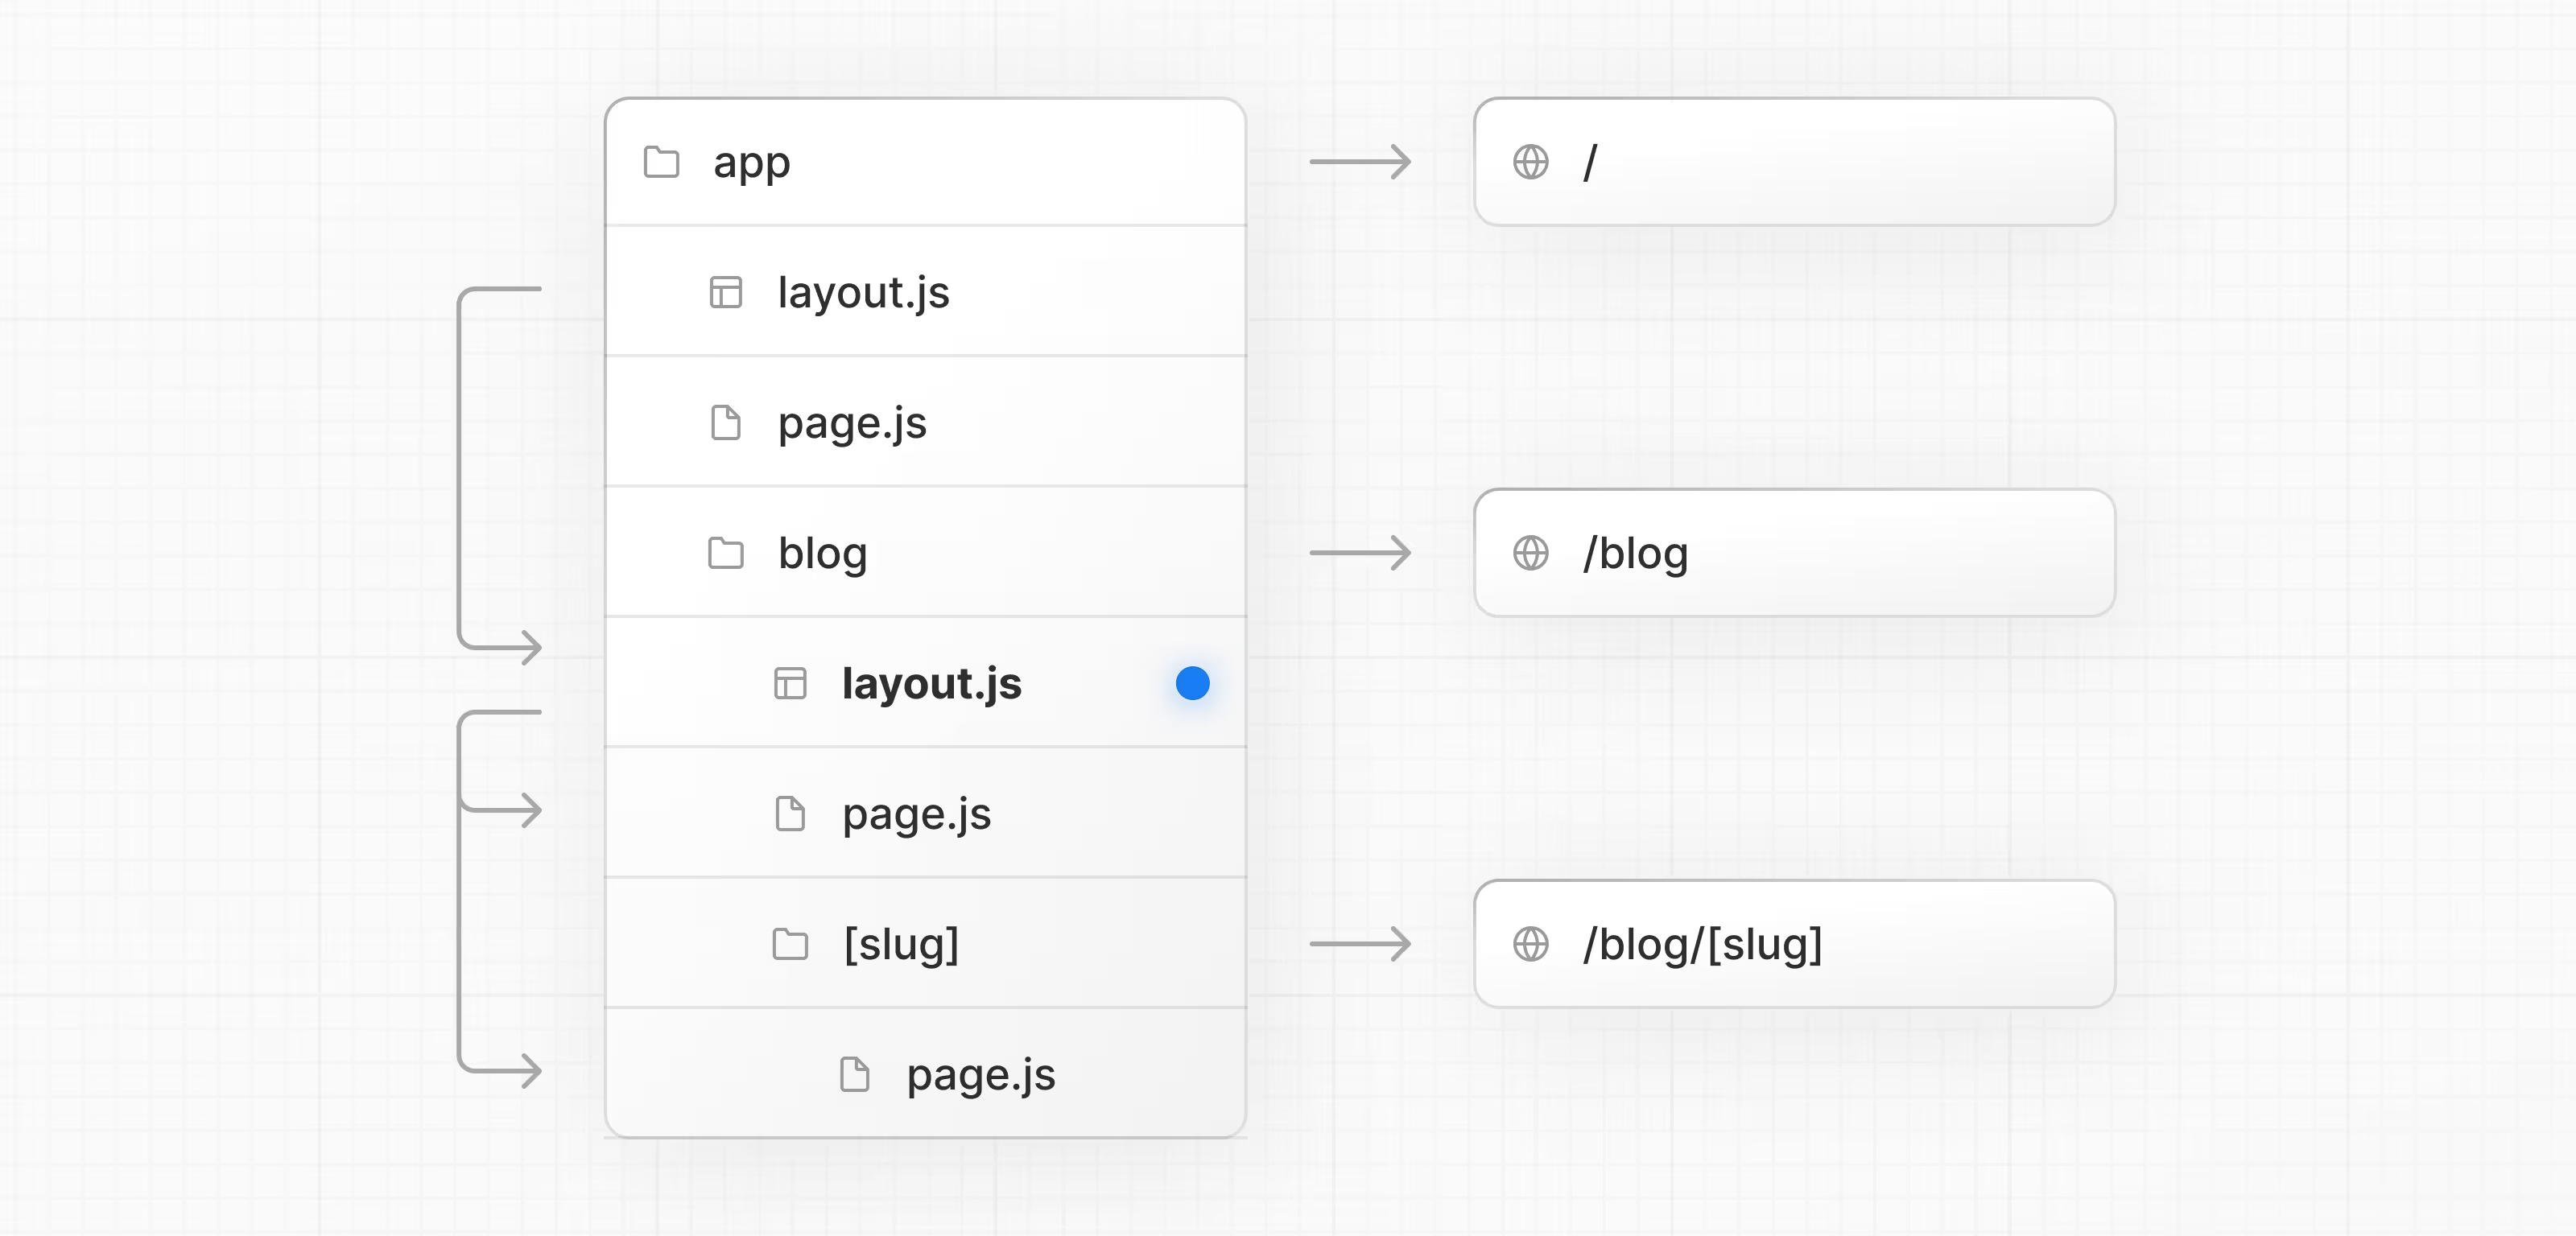 app
/
layout.js
page.js
blog
/blog
layout.js
page.js
[slug]
/blog/[slug]
page.js